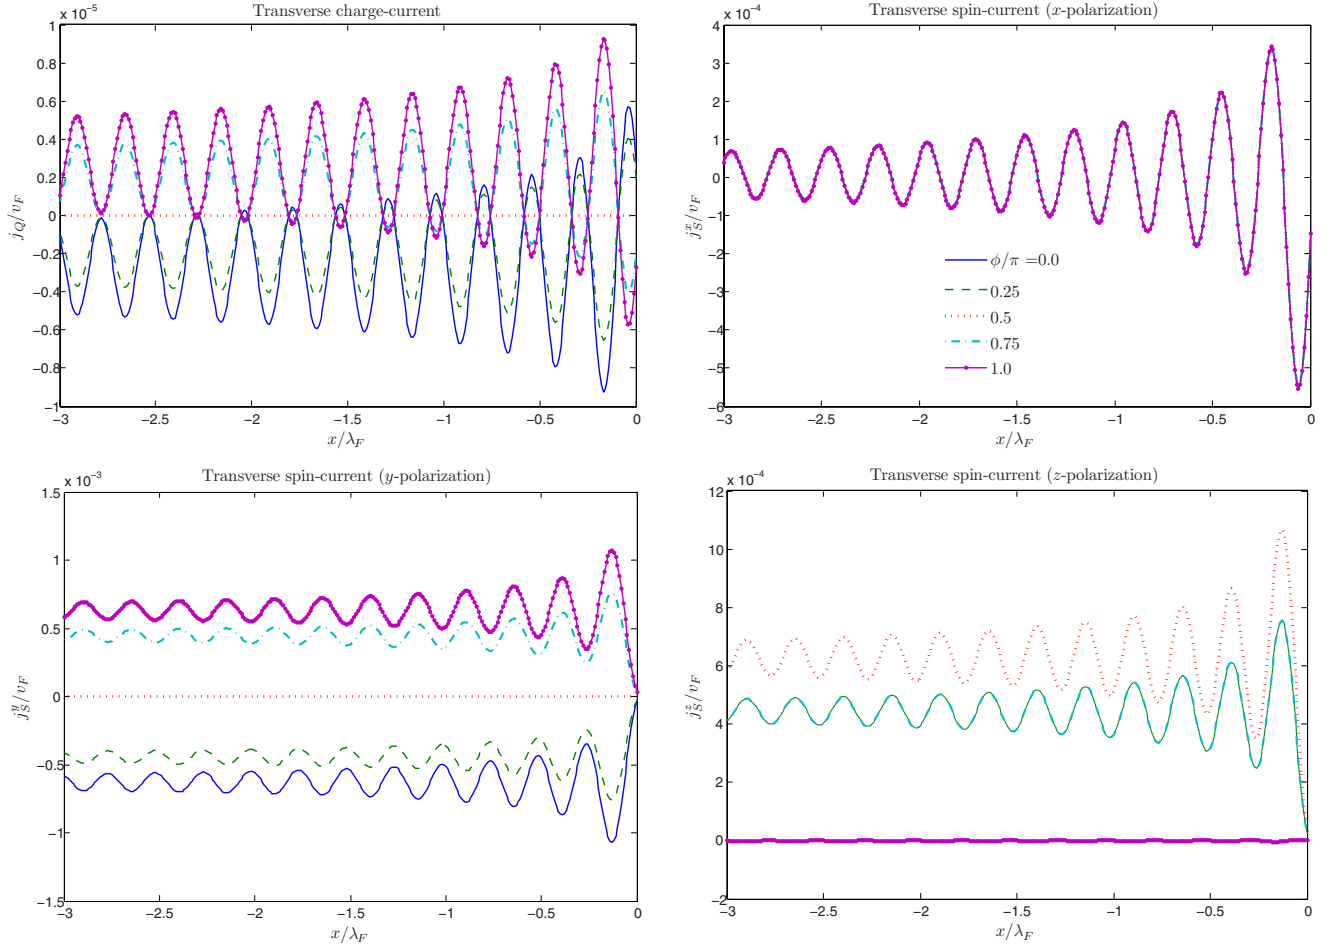 Transverse charge-current
x 10⁻⁵
1
0.8
0.6
0.4
0.2
0
−0.2
−0.4
−0.6
−0.8
−1
j_Q/v_F
−3 −2.5 −2 −1.5 −1 −0.5 0
x/λ_F
Transverse spin-current (x-polarization)
x 10⁻⁴
4
3
2
1
0
−1
−2
−3
−4
−5
−6
j_S^x/v_F
ϕ/π =0.0
0.25
0.5
0.75
1.0
−3 −2.5 −2 −1.5 −1 −0.5 0
x/λ_F
Transverse spin-current (y-polarization)
x 10⁻³
1.5
1
0.5
0
−0.5
−1
−1.5
j_S^y/v_F
−3 −2.5 −2 −1.5 −1 −0.5 0
x/λ_F
Transverse spin-current (z-polarization)
x 10⁻⁴
12
10
8
6
4
2
0
−2
j_S^z/v_F
−3 −2.5 −2 −1.5 −1 −0.5 0
x/λ_F